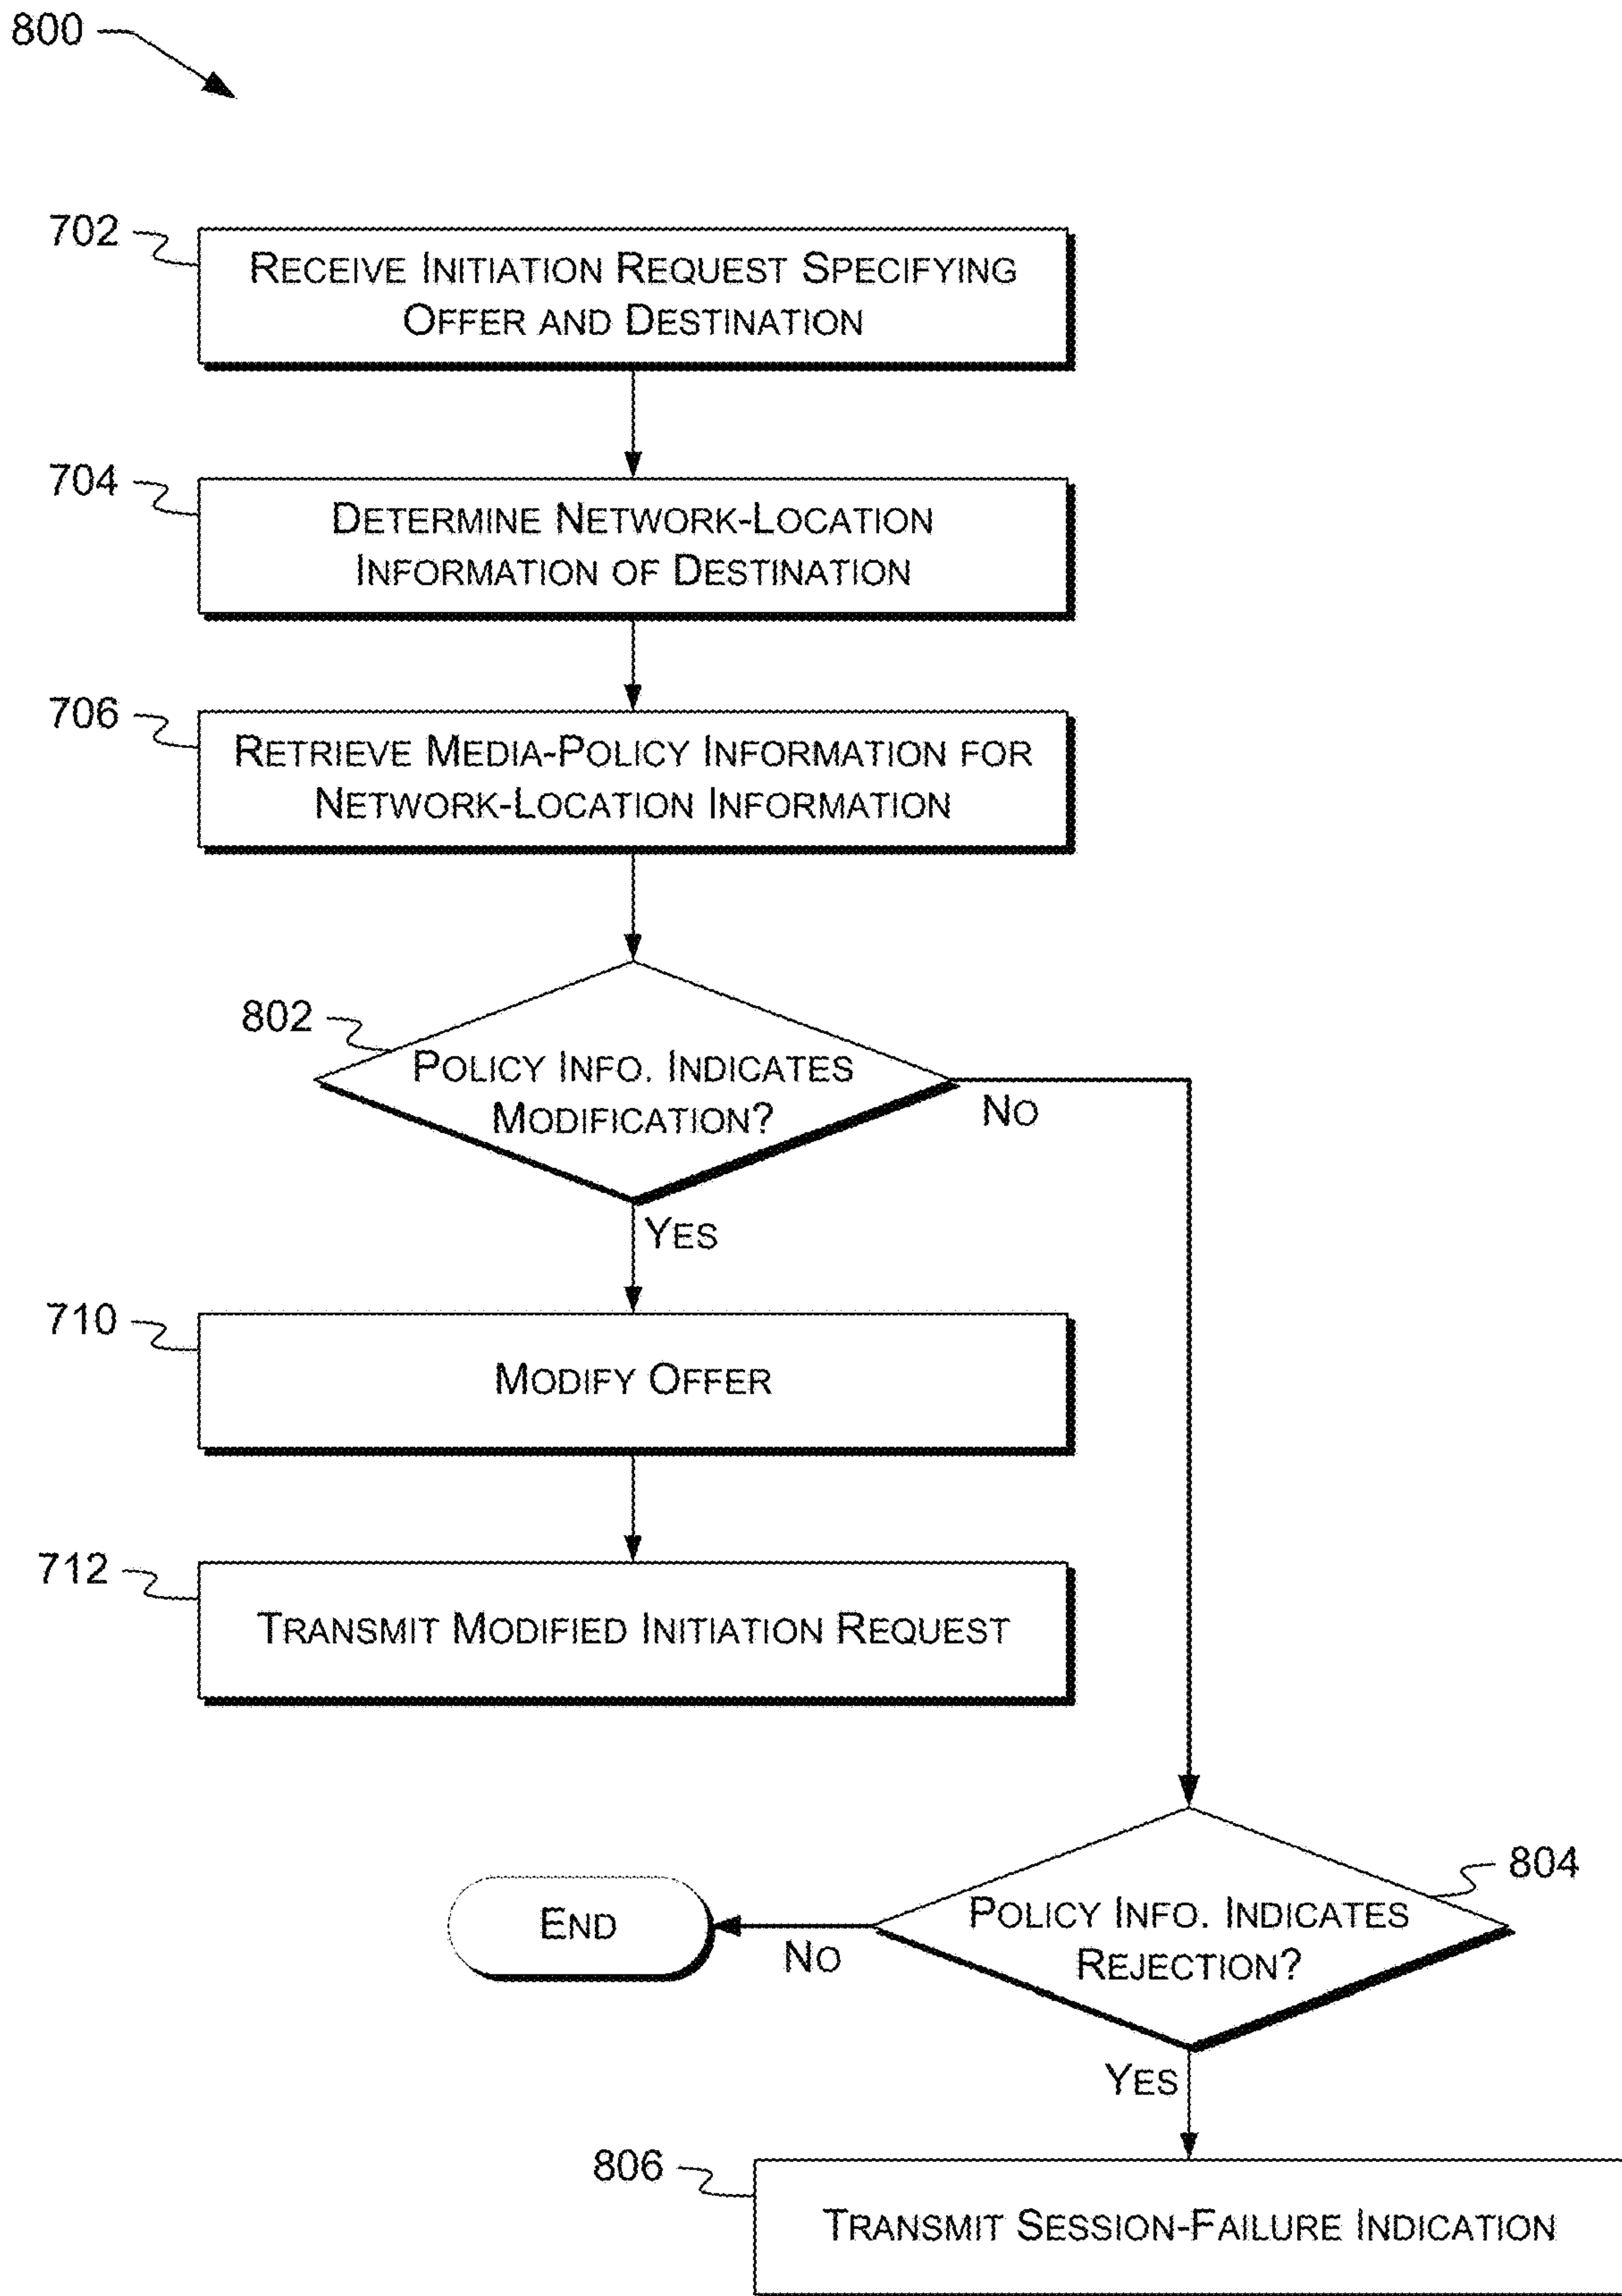 800
702
RECEIVE INITIATION REQUEST SPECIFYING
OFFER AND DESTINATION
704
DETERMINE NETWORK-LOCATION
INFORMATION OF DESTINATION
706
RETRIEVE MEDIA-POLICY INFORMATION FOR
NETWORK-LOCATION INFORMATION
802
POLICY INFO. INDICATES
MODIFICATION?
NO
YES
710
MODIFY OFFER
712
TRANSMIT MODIFIED INITIATION REQUEST
804
POLICY INFO. INDICATES
REJECTION?
NO
END
YES
806
TRANSMIT SESSION-FAILURE INDICATION